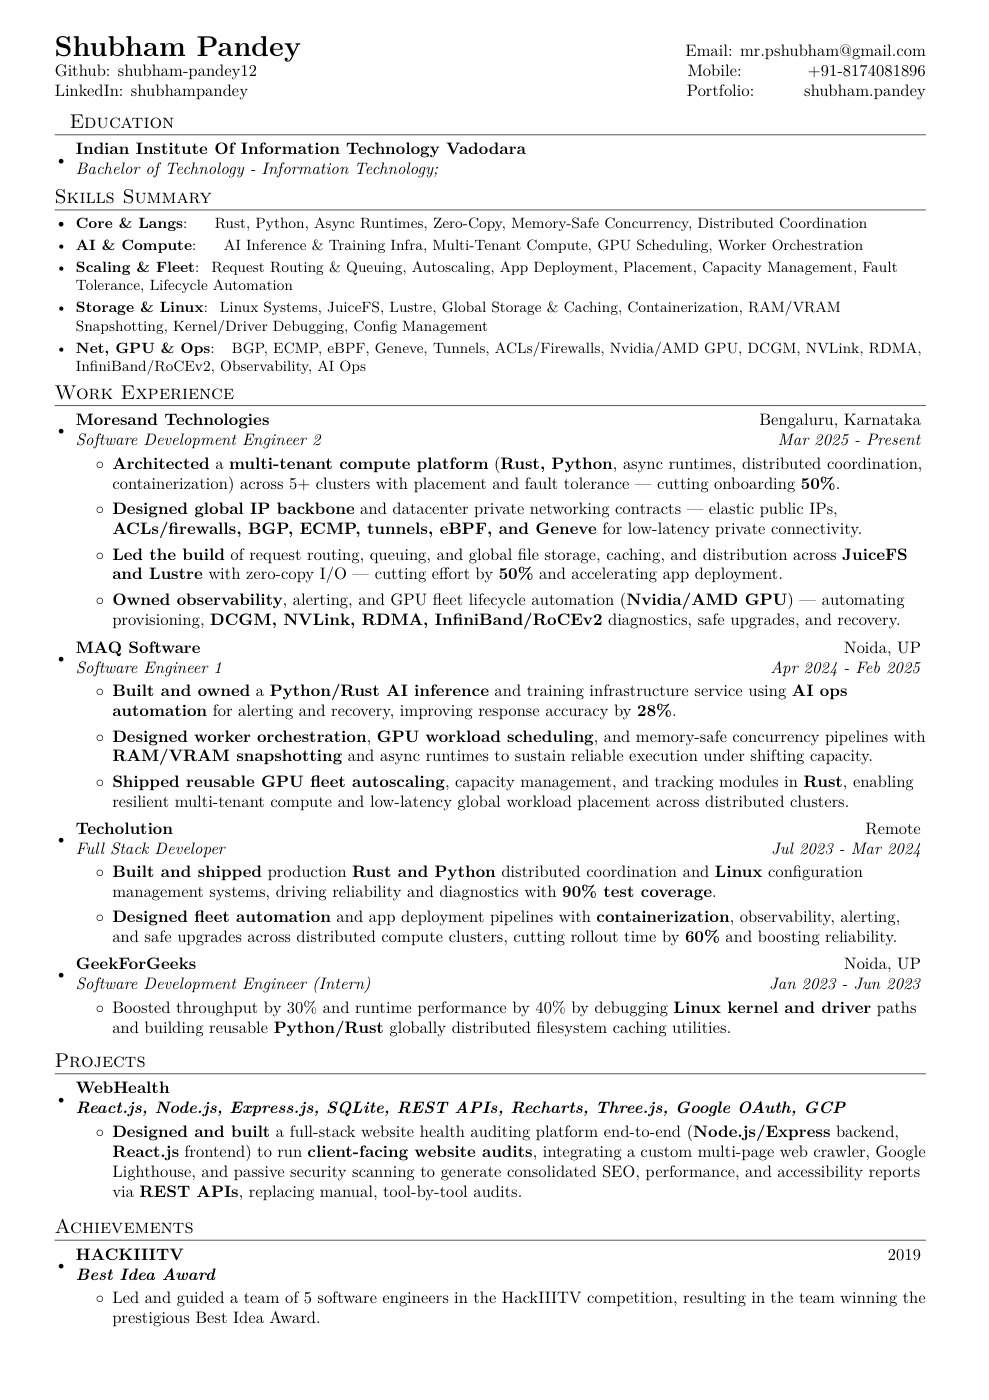 Shubham Pandey
Github: shubham-pandey12
LinkedIn: shubhampandey
Email: mr.pshubham@gmail.com
Mobile: +91-8174081896
Portfolio: shubham.pandey
Education
• Indian Institute Of Information Technology Vadodara
Bachelor of Technology - Information Technology;
Skills Summary
• Core & Langs: Rust, Python, Async Runtimes, Zero-Copy, Memory-Safe Concurrency, Distributed Coordination
• AI & Compute: AI Inference & Training Infra, Multi-Tenant Compute, GPU Scheduling, Worker Orchestration
• Scaling & Fleet: Request Routing & Queuing, Autoscaling, App Deployment, Placement, Capacity Management, Fault
Tolerance, Lifecycle Automation
• Storage & Linux: Linux Systems, JuiceFS, Lustre, Global Storage & Caching, Containerization, RAM/VRAM
Snapshotting, Kernel/Driver Debugging, Config Management
• Net, GPU & Ops: BGP, ECMP, eBPF, Geneve, Tunnels, ACLs/Firewalls, Nvidia/AMD GPU, DCGM, NVLink, RDMA,
InfiniBand/RoCEv2, Observability, AI Ops
Work Experience
• Moresand Technologies Bengaluru, Karnataka
Software Development Engineer 2 Mar 2025 - Present
◦ Architected a multi-tenant compute platform (Rust, Python, async runtimes, distributed coordination,
containerization) across 5+ clusters with placement and fault tolerance — cutting onboarding 50%.
◦ Designed global IP backbone and datacenter private networking contracts — elastic public IPs,
ACLs/firewalls, BGP, ECMP, tunnels, eBPF, and Geneve for low-latency private connectivity.
◦ Led the build of request routing, queuing, and global file storage, caching, and distribution across JuiceFS
and Lustre with zero-copy I/O — cutting effort by 50% and accelerating app deployment.
◦ Owned observability, alerting, and GPU fleet lifecycle automation (Nvidia/AMD GPU) — automating
provisioning, DCGM, NVLink, RDMA, InfiniBand/RoCEv2 diagnostics, safe upgrades, and recovery.
• MAQ Software Noida, UP
Software Engineer 1 Apr 2024 - Feb 2025
◦ Built and owned a Python/Rust AI inference and training infrastructure service using AI ops
automation for alerting and recovery, improving response accuracy by 28%.
◦ Designed worker orchestration, GPU workload scheduling, and memory-safe concurrency pipelines with
RAM/VRAM snapshotting and async runtimes to sustain reliable execution under shifting capacity.
◦ Shipped reusable GPU fleet autoscaling, capacity management, and tracking modules in Rust, enabling
resilient multi-tenant compute and low-latency global workload placement across distributed clusters.
• Techolution Remote
Full Stack Developer Jul 2023 - Mar 2024
◦ Built and shipped production Rust and Python distributed coordination and Linux configuration
management systems, driving reliability and diagnostics with 90% test coverage.
◦ Designed fleet automation and app deployment pipelines with containerization, observability, alerting,
and safe upgrades across distributed compute clusters, cutting rollout time by 60% and boosting reliability.
• GeekForGeeks Noida, UP
Software Development Engineer (Intern) Jan 2023 - Jun 2023
◦ Boosted throughput by 30% and runtime performance by 40% by debugging Linux kernel and driver paths
and building reusable Python/Rust globally distributed filesystem caching utilities.
Projects
• WebHealth
React.js, Node.js, Express.js, SQLite, REST APIs, Recharts, Three.js, Google OAuth, GCP
◦ Designed and built a full-stack website health auditing platform end-to-end (Node.js/Express backend,
React.js frontend) to run client-facing website audits, integrating a custom multi-page web crawler, Google
Lighthouse, and passive security scanning to generate consolidated SEO, performance, and accessibility reports
via REST APIs, replacing manual, tool-by-tool audits.
Achievements
• HACKIIITV 2019
Best Idea Award
◦ Led and guided a team of 5 software engineers in the HackIIITV competition, resulting in the team winning the
prestigious Best Idea Award.